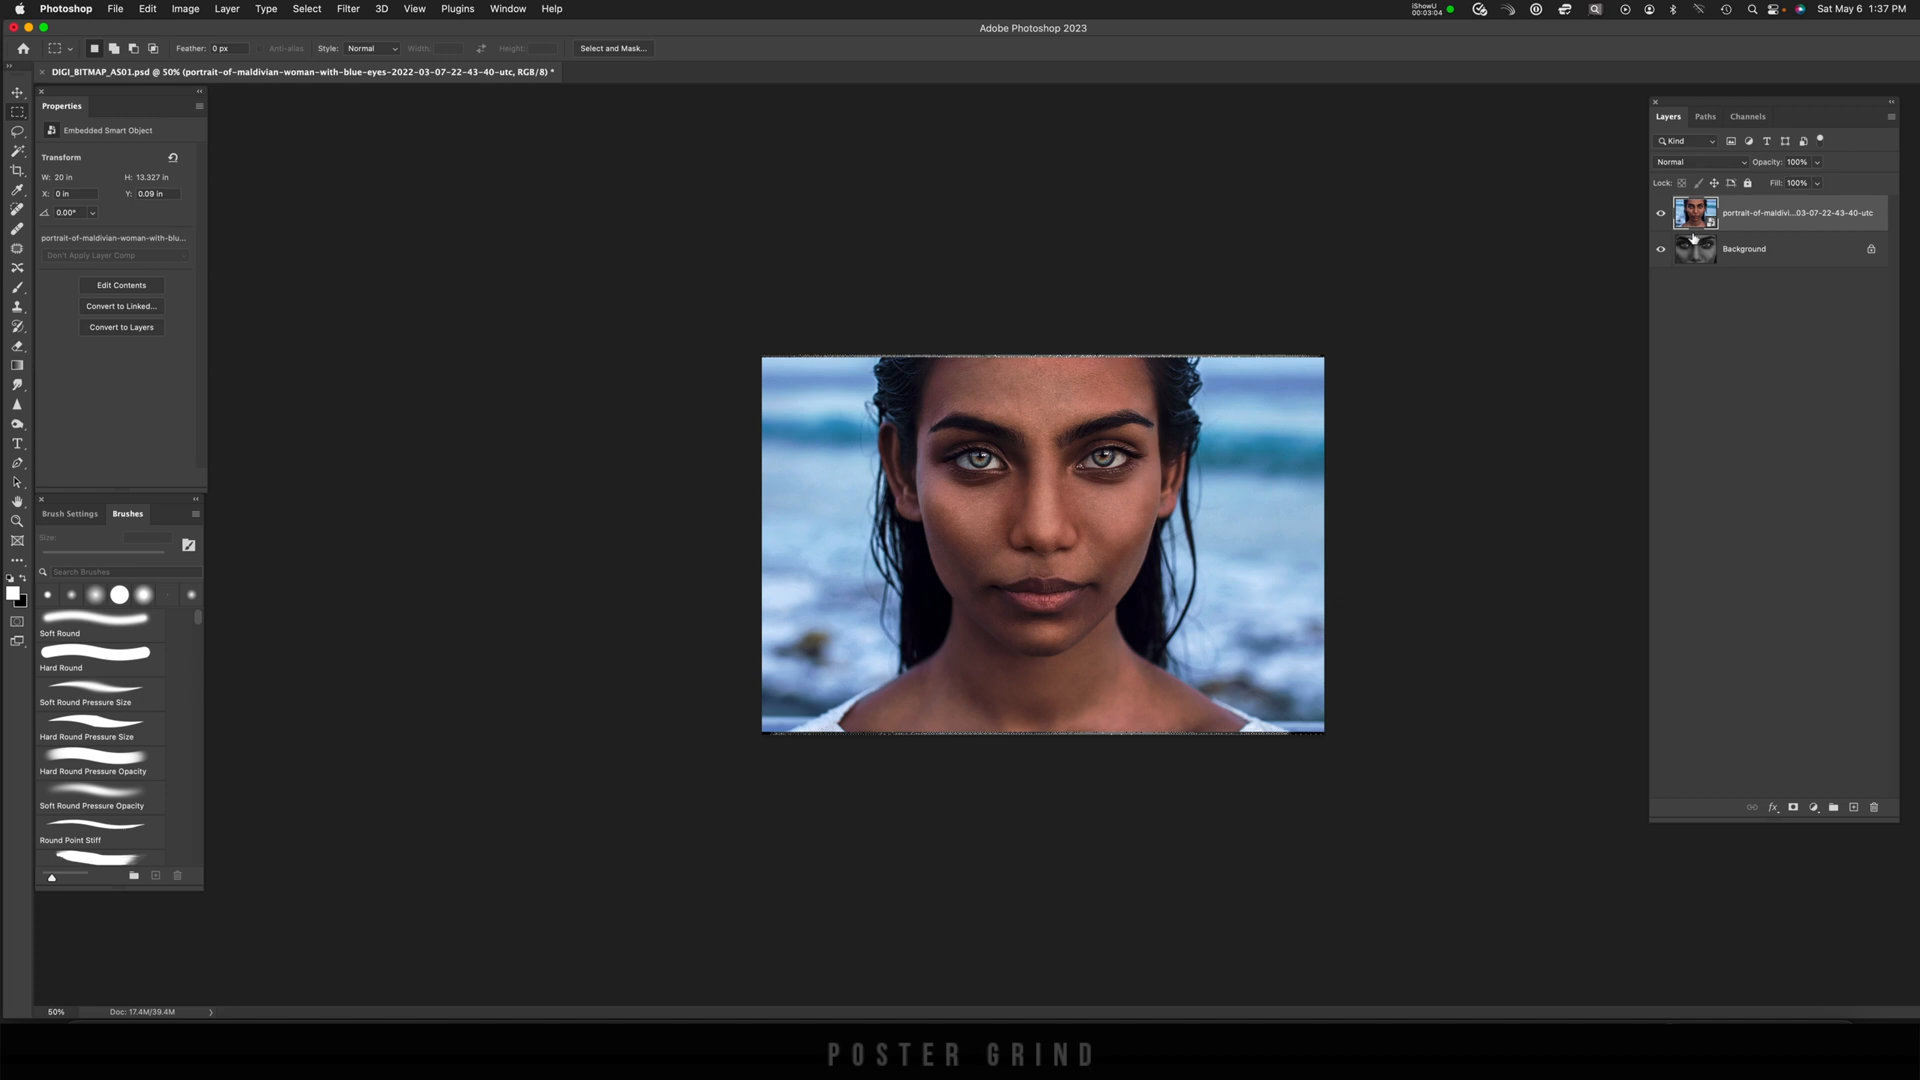 Photoshop File Edit Image Layer Type Select Filter 3D View Plugins Window Help
iShowU
00:03:04
Sat May 6 1:37 PM
Adobe Photoshop 2023
Feather: 0 px Anti-alias Style: Normal Width: Height: Select and Mask...
DIGI_BITMAP_AS01.psd @ 50% (portrait-of-maldivian-woman-with-blue-eyes-2022-03-07-22-43-40-utc, RGB/8) *
Properties
Embedded Smart Object
Transform
W: 20 in H: 13.327 in
X: 0 in Y: 0.09 in
0.00°
portrait-of-maldivian-woman-with-blu...
Don't Apply Layer Comp
Edit Contents
Convert to Linked...
Convert to Layers
Brush Settings Brushes
Size:
Search Brushes
Soft Round
Hard Round
Soft Round Pressure Size
Hard Round Pressure Size
Hard Round Pressure Opacity
Soft Round Pressure Opacity
Round Point Stiff
Layers Paths Channels
Kind
Normal Opacity: 100%
Lock: Fill: 100%
portrait-of-maldivi...03-07-22-43-40-utc
Background
50% Doc: 17.4M/39.4M
POSTER GRIND